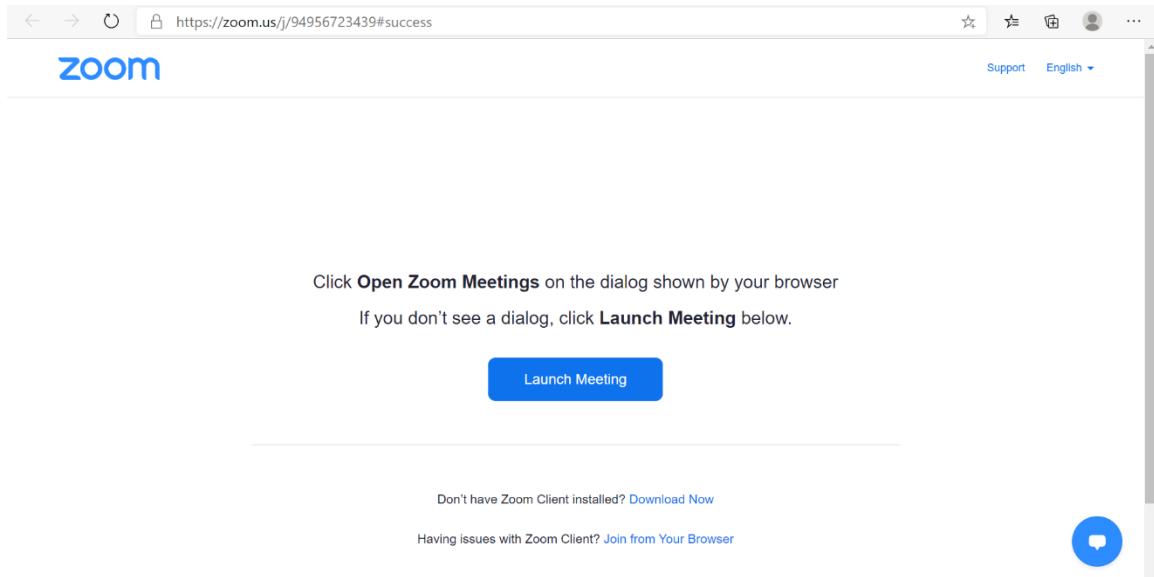 https://zoom.us/j/94956723439#success
zoom
Support English
Click Open Zoom Meetings on the dialog shown by your browser
If you don’t see a dialog, click Launch Meeting below.
Launch Meeting
Don’t have Zoom Client installed? Download Now
Having issues with Zoom Client? Join from Your Browser